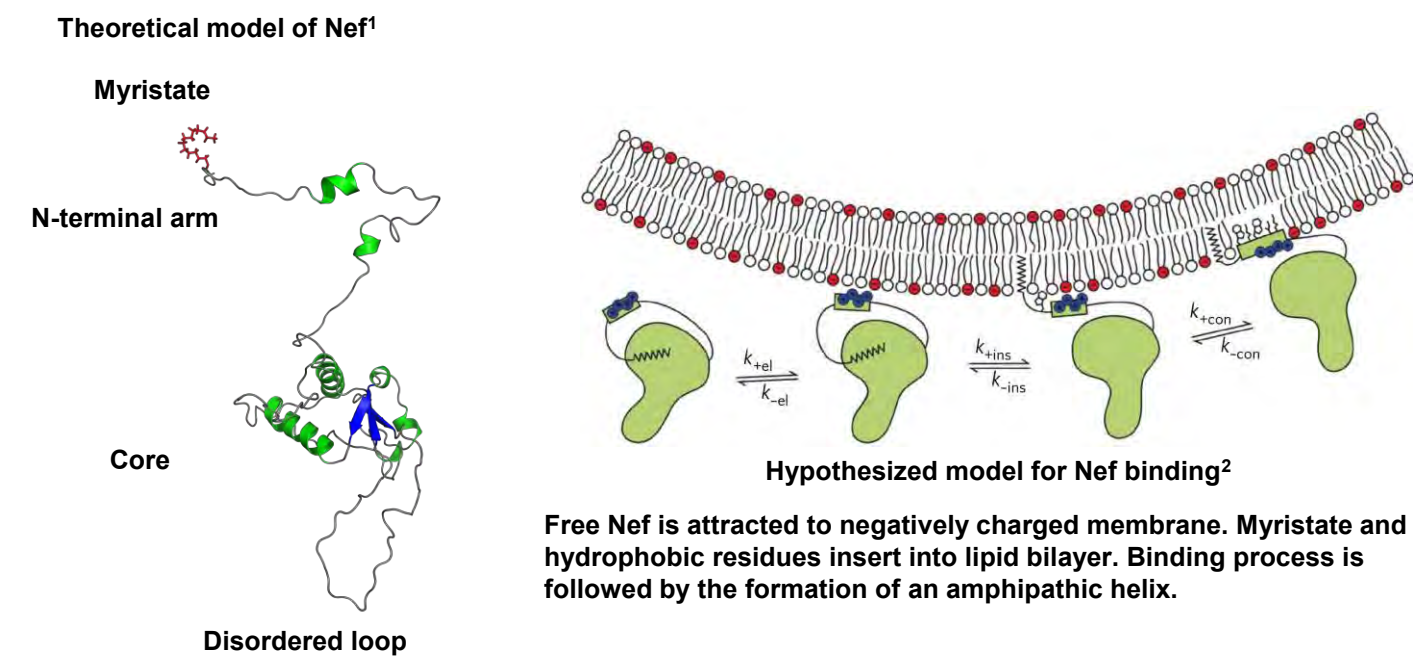 Theoretical model of Nef¹
Myristate
N-terminal arm
Core
Disordered loop
k+el
k-el
k+ins
k-ins
k+con
k-con
Hypothesized model for Nef binding²
Free Nef is attracted to negatively charged membrane. Myristate and
hydrophobic residues insert into lipid bilayer. Binding process is
followed by the formation of an amphipathic helix.